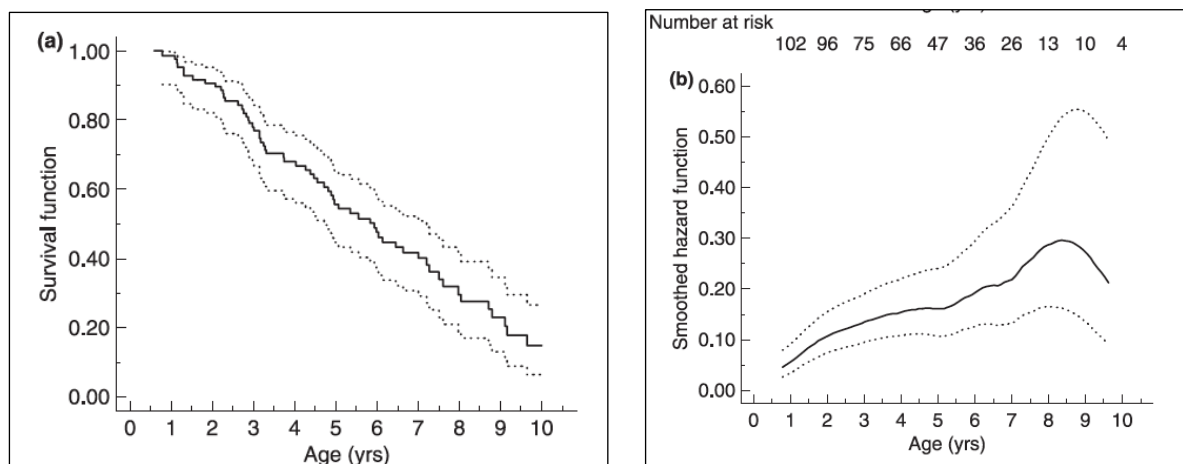 (a)
Survival function
1.00
0.80
0.60
0.40
0.20
0.00
0 1 2 3 4 5 6 7 8 9 10
Age (yrs)
Number at risk
102 96 75 66 47 36 26 13 10 4
(b)
Smoothed hazard function
0.60
0.50
0.40
0.30
0.20
0.10
0.00
0 1 2 3 4 5 6 7 8 9 10
Age (yrs)